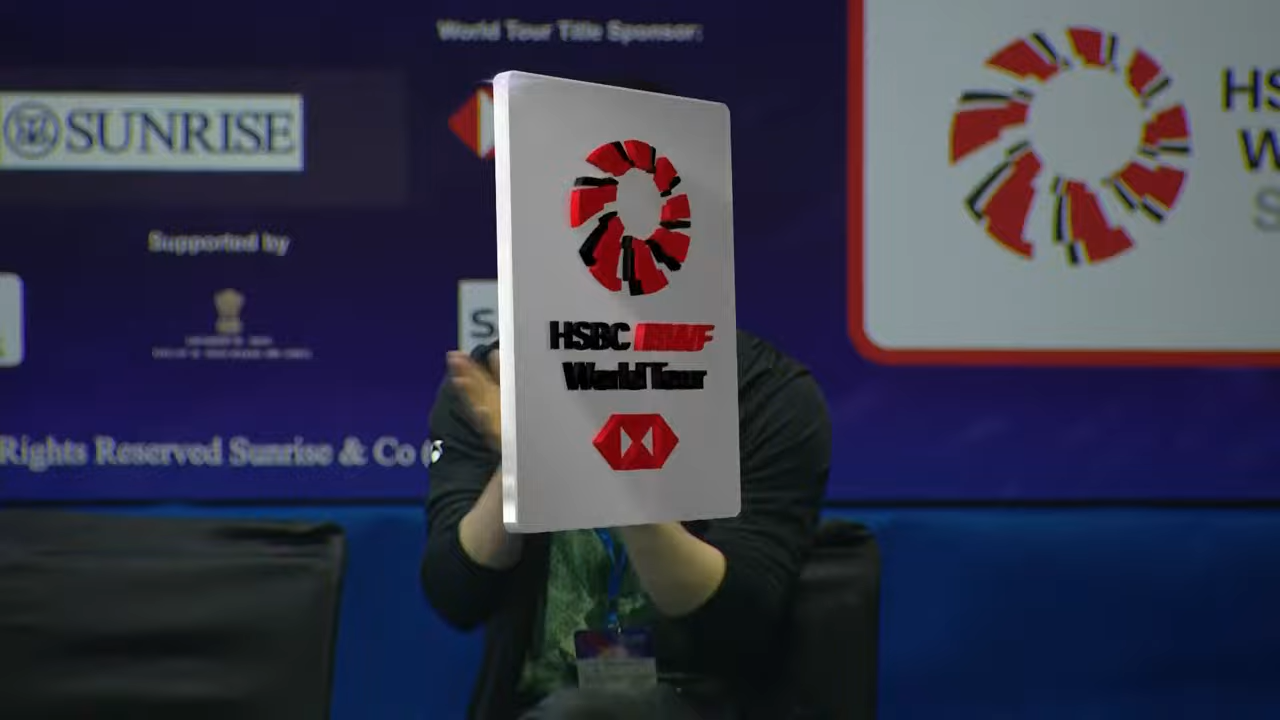 World Tour Title Sponsor:
SUNRISE
HS
W
S
Supported by
S
HSBC BWF
World Tour
Rights Reserved Sunrise & Co (